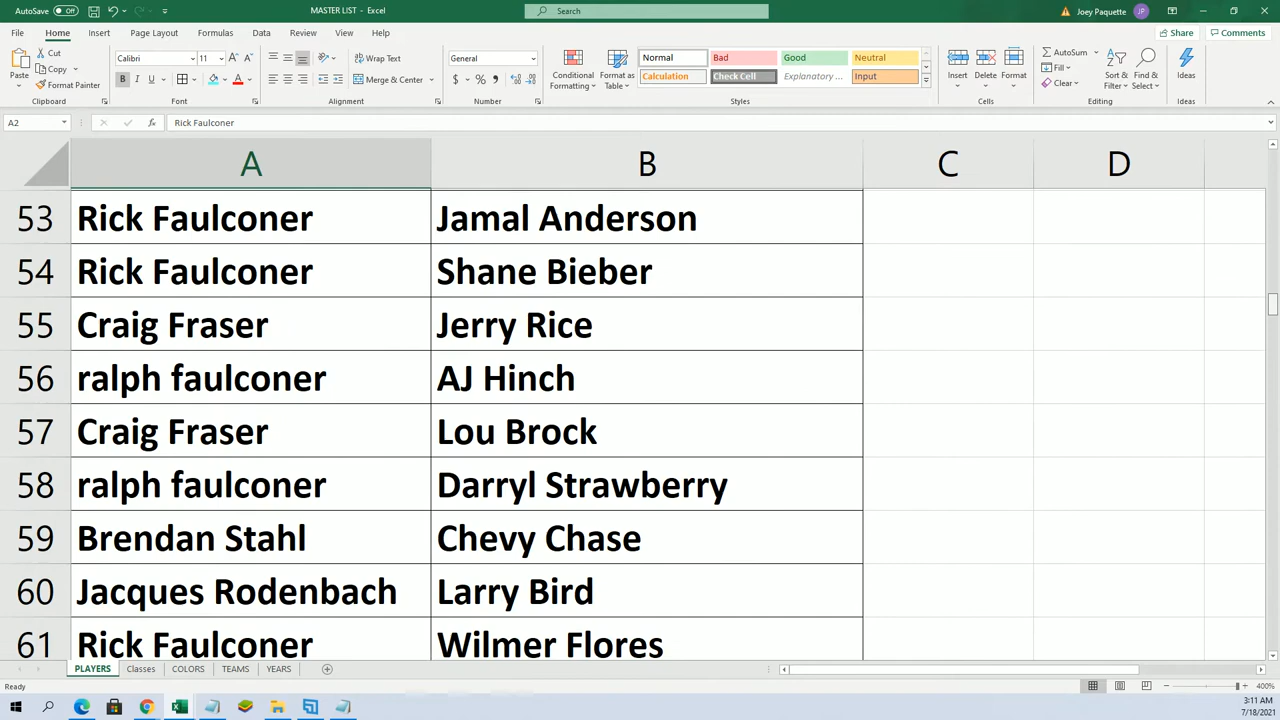 AutoSave Off MASTER LIST - Excel Search Joey Paquette JP
File Home Insert Page Layout Formulas Data Review View Help Share Comments
Paste Cut Copy Format Painter Clipboard
Calibri 11 B I U A Font
Wrap Text Merge & Center Alignment
General $ % Number
Conditional Formatting Format as Table
Normal Bad Good Neutral
Calculation Check Cell Explanatory ... Input
Styles
Insert Delete Format Cells
AutoSum Fill Clear Sort & Filter Find & Select Editing
Ideas Ideas
A2 fx Rick Faulconer
A B C D
53 Rick Faulconer Jamal Anderson
54 Rick Faulconer Shane Bieber
55 Craig Fraser Jerry Rice
56 ralph faulconer AJ Hinch
57 Craig Fraser Lou Brock
58 ralph faulconer Darryl Strawberry
59 Brendan Stahl Chevy Chase
60 Jacques Rodenbach Larry Bird
61 Rick Faulconer Wilmer Flores
PLAYERS Classes COLORS TEAMS YEARS
Ready 400%
3:11 AM
7/18/2021